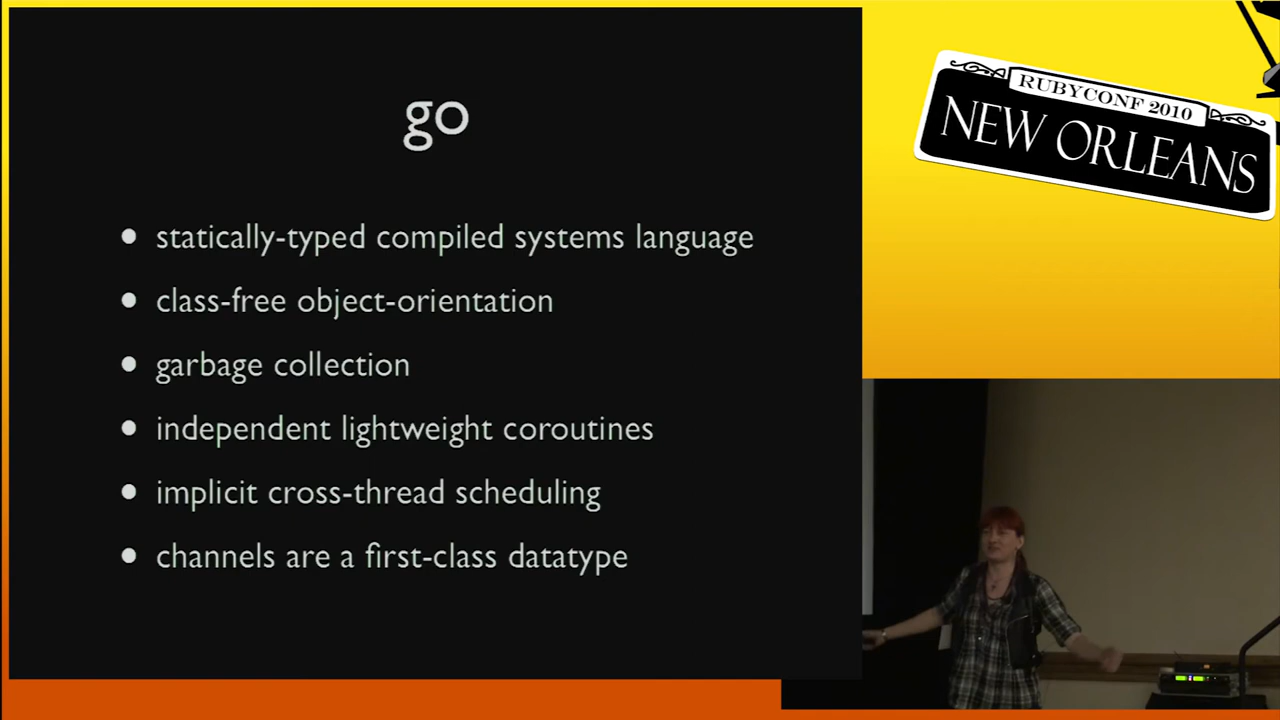 go
• statically-typed compiled systems language
• class-free object-orientation
• garbage collection
• independent lightweight coroutines
• implicit cross-thread scheduling
• channels are a first-class datatype
RUBYCONF 2010
NEW ORLEANS